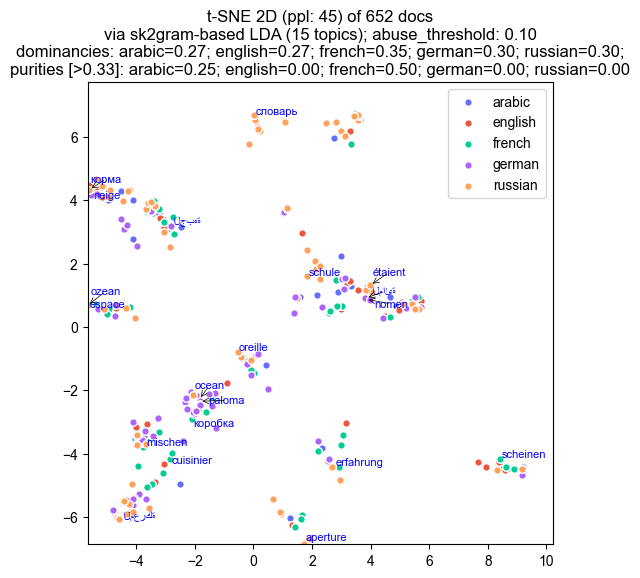 t-SNE 2D (ppl: 45) of 652 docs
via sk2gram-based LDA (15 topics); abuse_threshold: 0.10
dominancies: arabic=0.27; english=0.27; french=0.35; german=0.30; russian=0.30;
purities [>0.33]: arabic=0.25; english=0.00; french=0.50; german=0.00; russian=0.00
arabic
english
french
german
russian
словарь
корма
neige
ozean
espace
schule
étaient
nomen
oreille
ocean
paloma
коробка
mischen
cuisinier
erfahrung
scheinen
aperture
6
4
2
0
−2
−4
−6
−4
−2
0
2
4
6
8
10